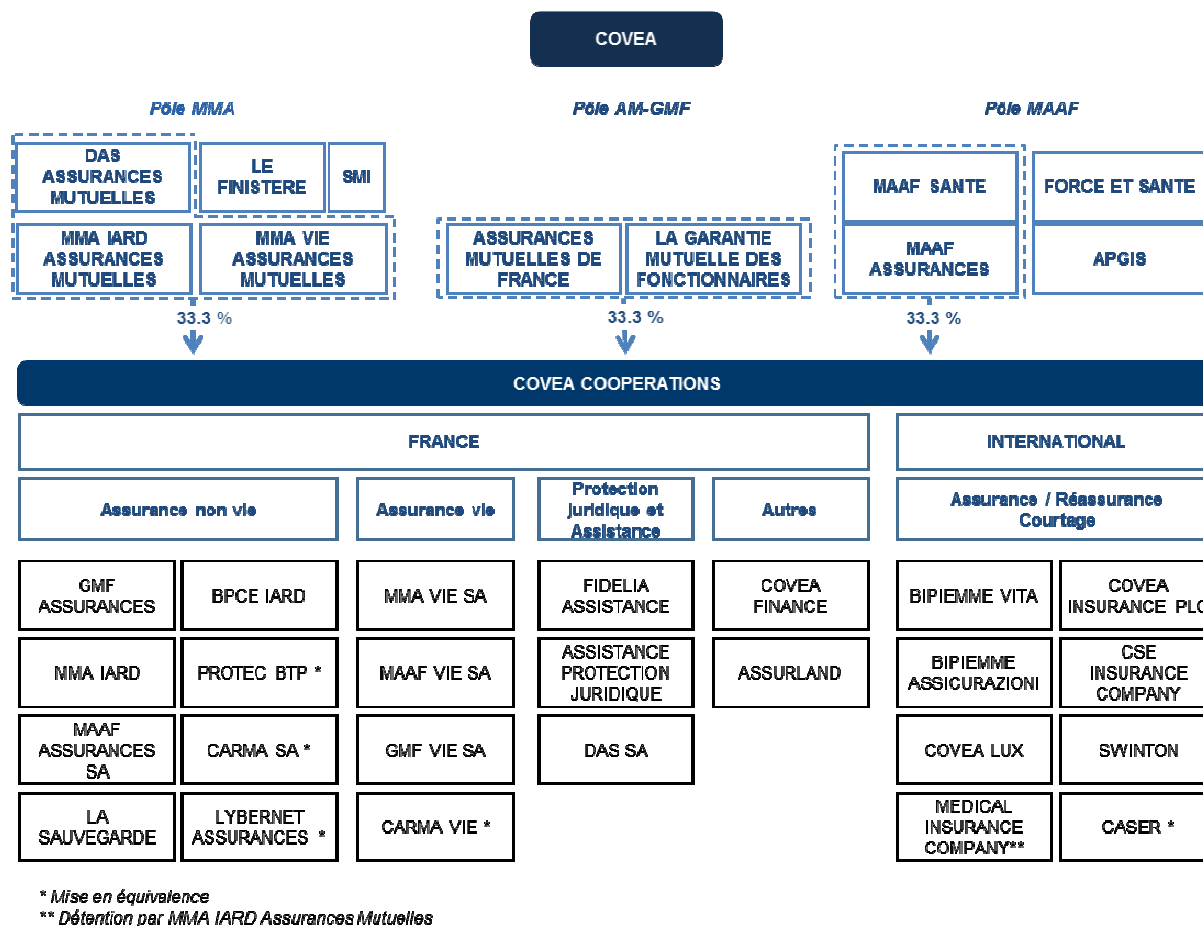 COVEA
Pôle MMA
Pôle AM-GMF
Pôle MAAF
DAS
ASSURANCES
MUTUELLES
LE
FINISTERE
SMI
MMA IARD
ASSURANCES
MUTUELLES
MMA VIE
ASSURANCES
MUTUELLES
ASSURANCES
MUTUELLES DE
FRANCE
LA GARANTIE
MUTUELLE DES
FONCTIONNAIRES
MAAF SANTE
FORCE ET SANTE
MAAF
ASSURANCES
APGIS
33.3 %
33.3 %
33.3 %
COVEA COOPERATIONS
FRANCE
INTERNATIONAL
Assurance non vie
Assurance vie
Protection
juridique et
Assistance
Autres
Assurance / Réassurance
Courtage
GMF
ASSURANCES
BPCE IARD
MMA VIE SA
FIDELIA
ASSISTANCE
COVEA
FINANCE
BIPIEMME VITA
COVEA
INSURANCE PLC
MMA IARD
PROTEC BTP *
MAAF VIE SA
ASSISTANCE
PROTECTION
JURIDIQUE
ASSURLAND
BIPIEMME
ASSICURAZIONI
CSE
INSURANCE
COMPANY
MAAF
ASSURANCES
SA
CARMA SA *
GMF VIE SA
DAS SA
COVEA LUX
SWINTON
LA
SAUVEGARDE
LYBERNET
ASSURANCES *
CARMA VIE *
MEDICAL
INSURANCE
COMPANY**
CASER *
* Mise en équivalence
** Détention par MMA IARD Assurances Mutuelles